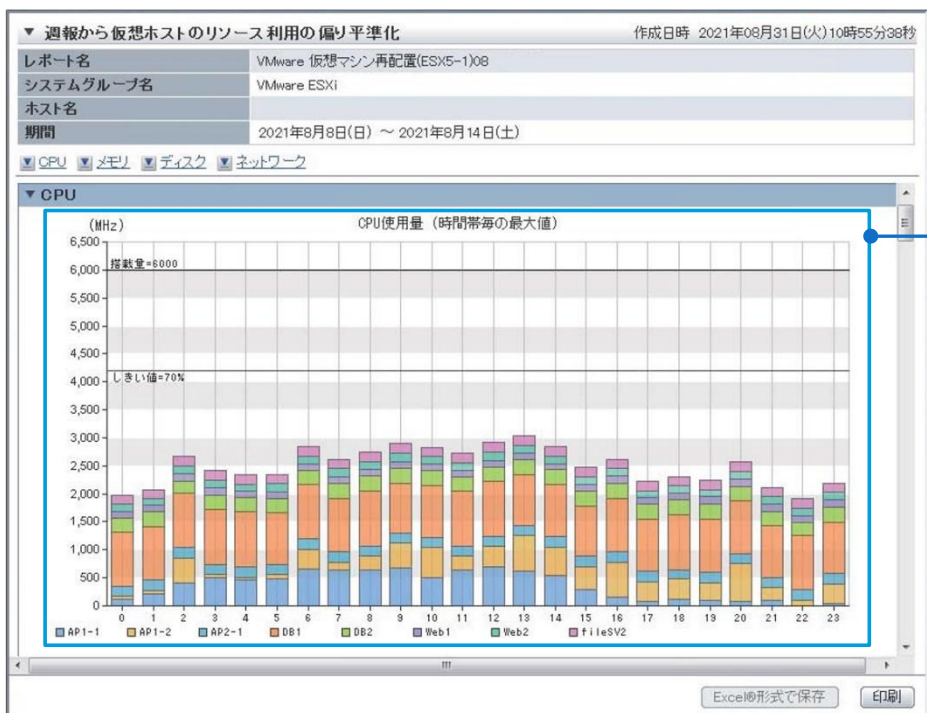 ▼ 週報から仮想ホストのリソース利用の偏り平準化 作成日時 2021年08月31日(火)10時55分38秒
レポート名 VMware 仮想マシン再配置(ESX5-1)08
システムグループ名 VMware ESXi
ホスト名
期間 2021年8月8日(日) ～ 2021年8月14日(土)
CPU メモリ ディスク ネットワーク
▼ CPU
(MHz) CPU使用量 (時間帯毎の最大値)
6,500
搭載量=6000
6,000
5,500
5,000
4,500
しきい値=70%
4,000
3,500
3,000
2,500
2,000
1,500
1,000
500
0
0 1 2 3 4 5 6 7 8 9 10 11 12 13 14 15 16 17 18 19 20 21 22 23
AP1-1 AP1-2 AP2-1 DB1 DB2 Web1 Web2 fileSV2
Excel®形式で保存 印刷